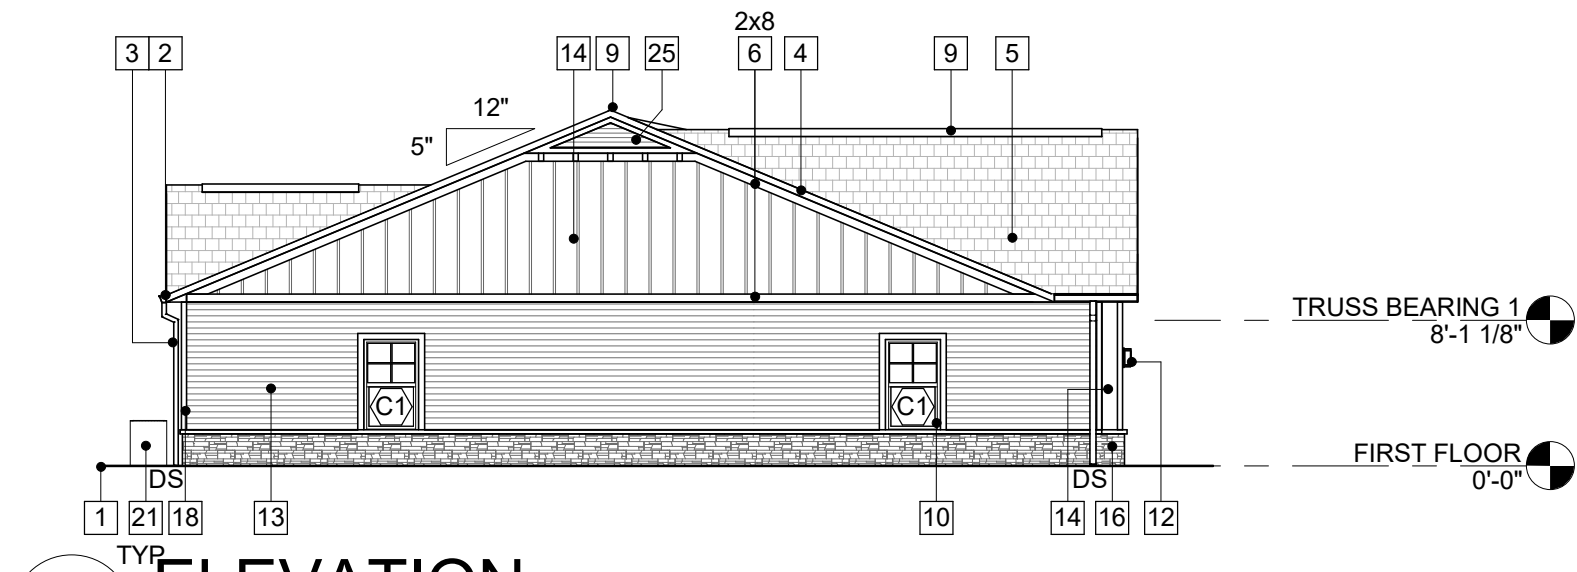 2x8
3 2 14 9 25 6 4 9 5
12"
5"
TRUSS BEARING 1
8'-1 1/8"
C1 C1
FIRST FLOOR
0'-0"
DS DS
1 21 18 13 10 14 16 12
TYP
ELEVATION